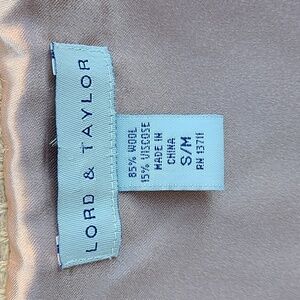 LORD & TAYLOR
85% WOOL
15% VISCOSE
MADE IN
CHINA
S/M
RN 13711